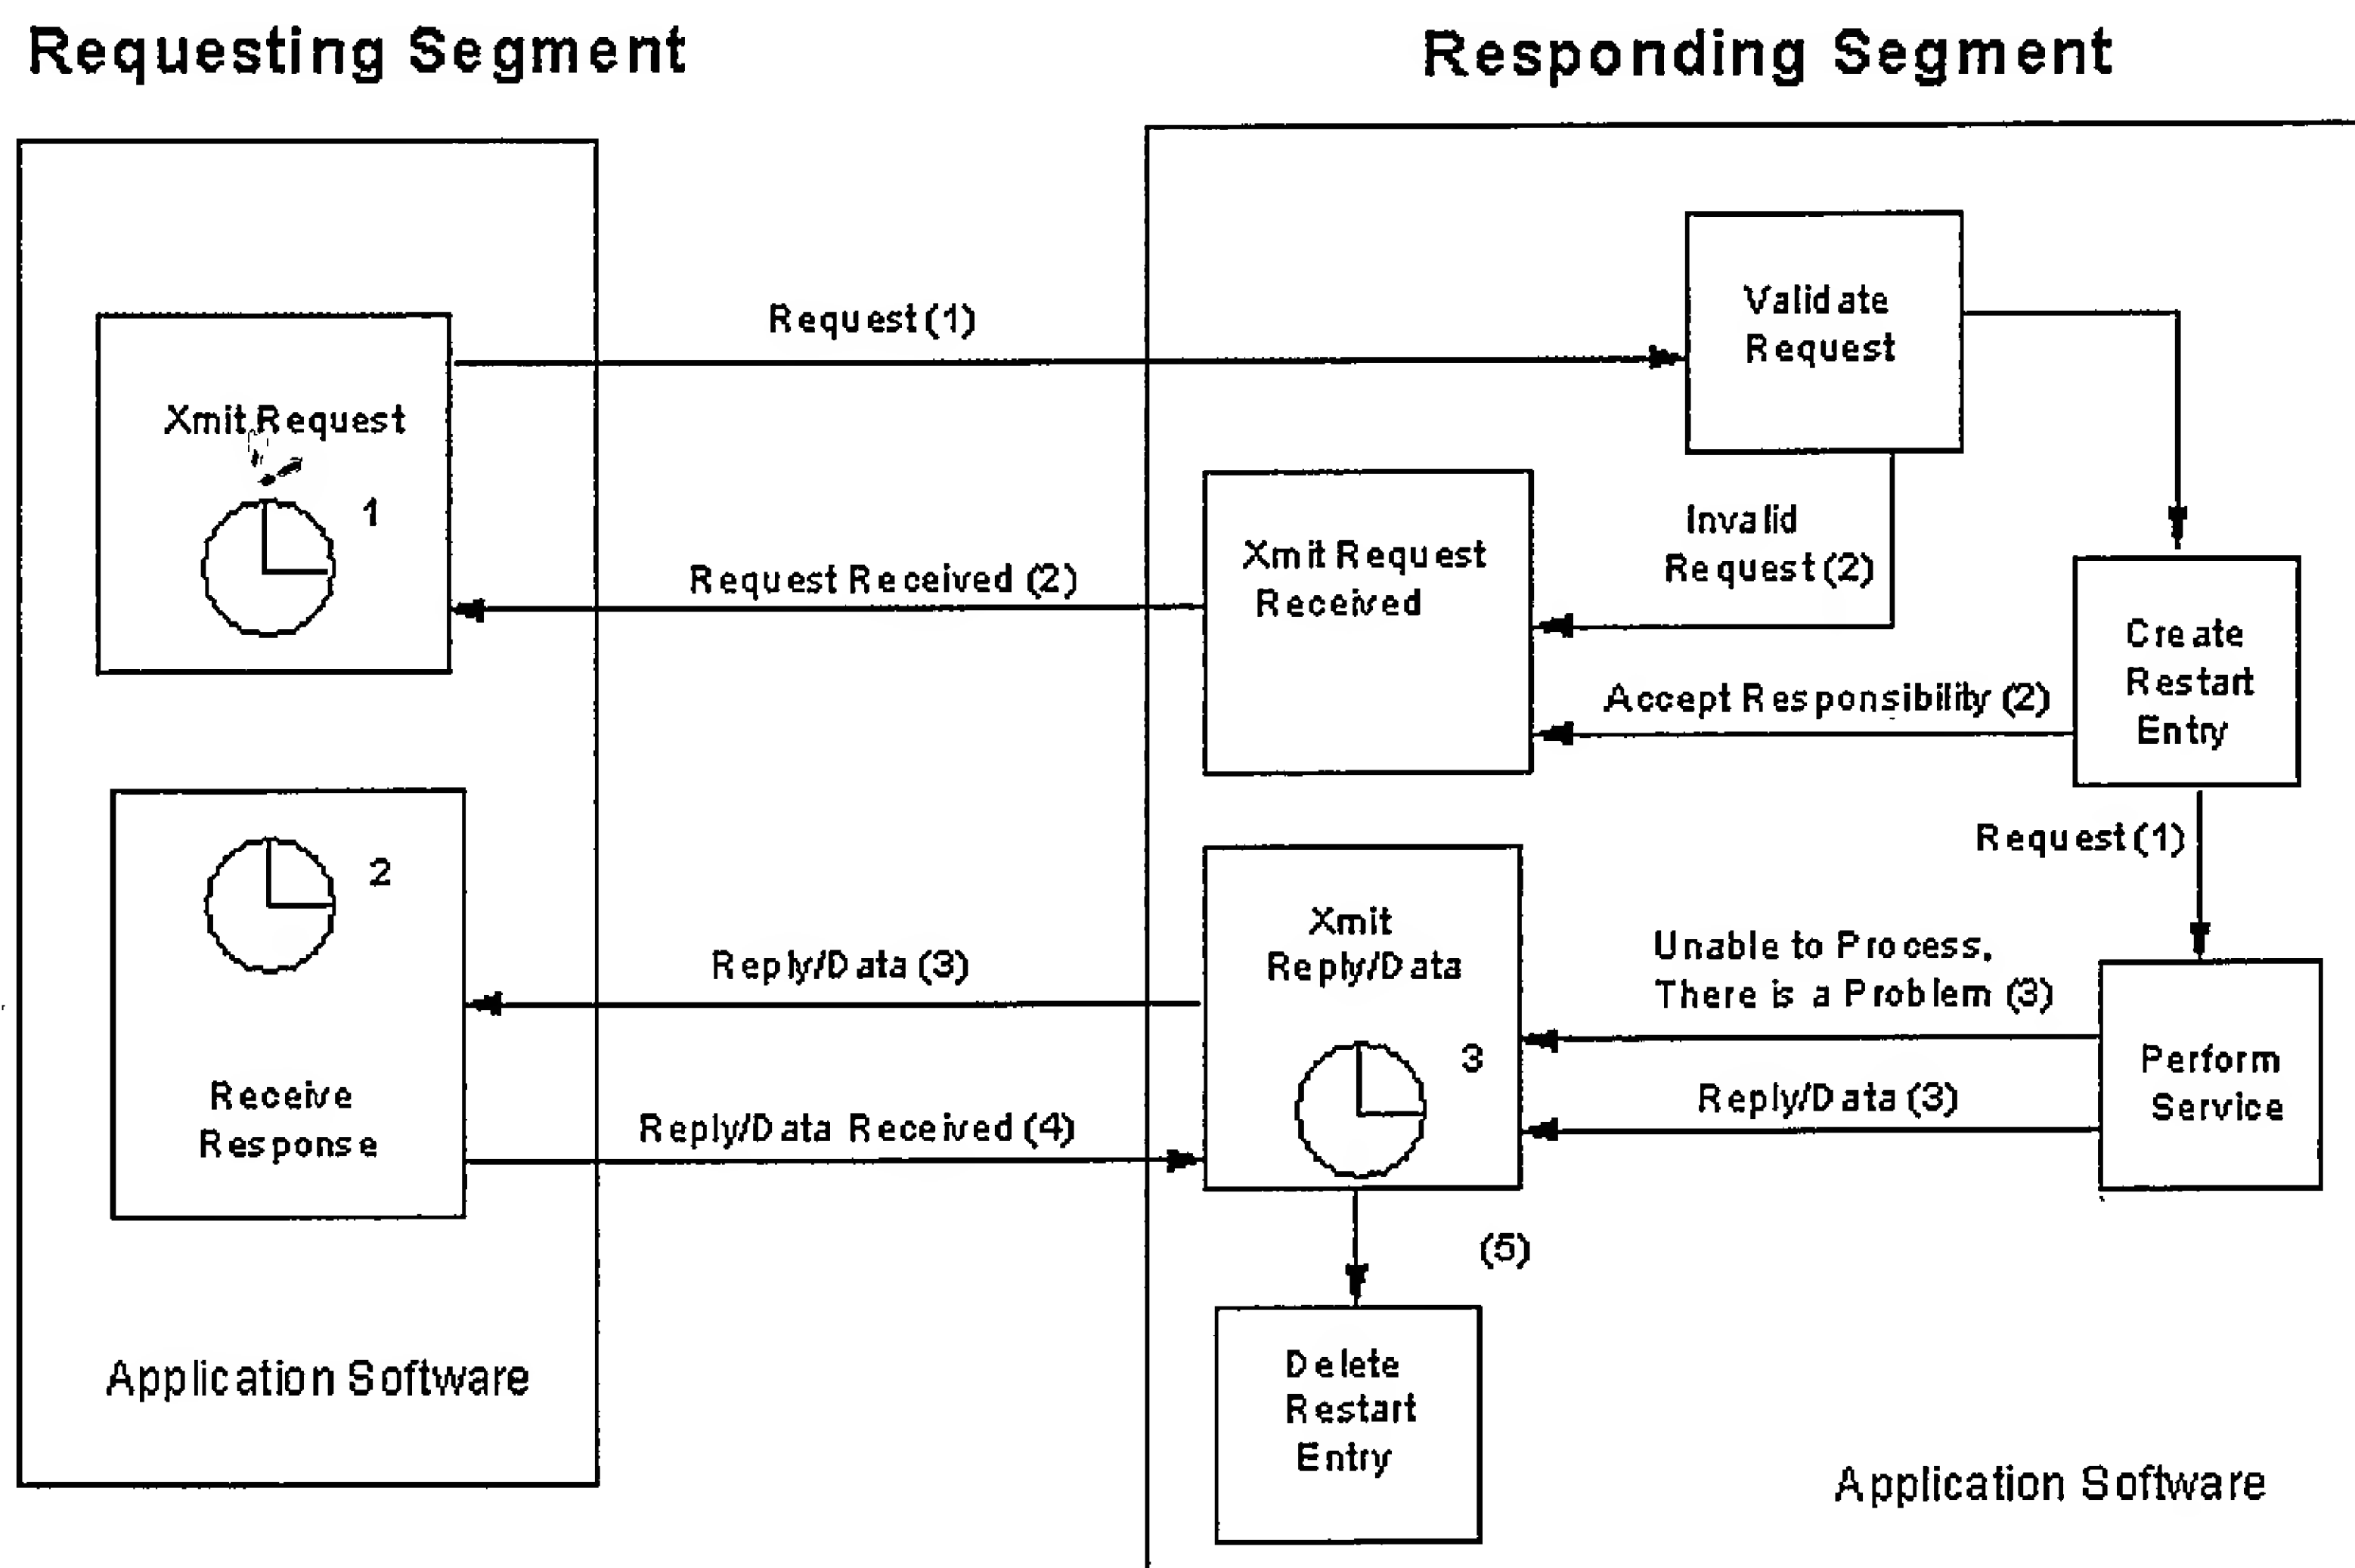 Requesting Segment
Responding Segment
Request (1)
Validate
Request
Xmit Request
1
Request Received (2)
Xmit Request
Received
Invalid
Request (2)
Create
Restart
Entry
Accept Responsibility (2)
Request (1)
2
Receive
Response
Reply/Data (3)
Reply/Data Received (4)
Xmit
Reply/Data
3
Unable to Process,
There is a Problem (3)
Reply/Data (3)
Perform
Service
(5)
Delete
Restart
Entry
Application Software
Application Software